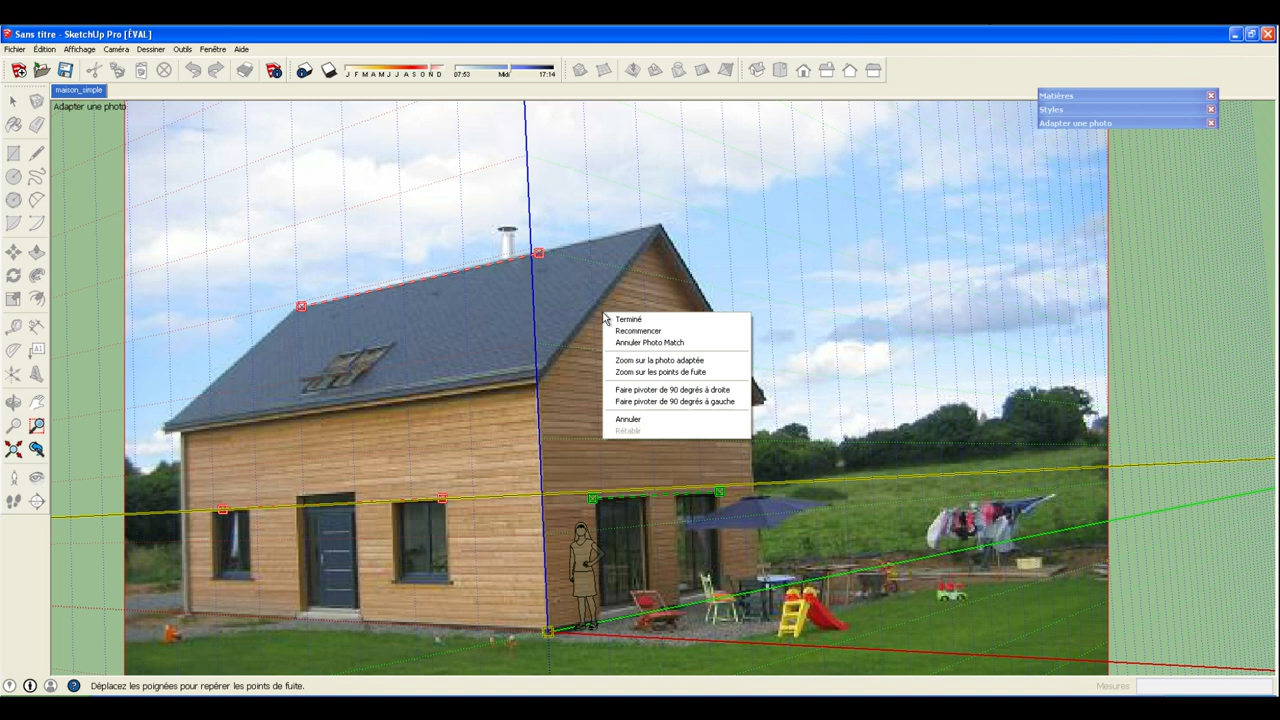 Sans titre - SketchUp Pro [ÉVAL]
Fichier Édition Affichage Caméra Dessiner Outils Fenêtre Aide
J F M A M J J A S O N D 07:53 Midi 17:14
maison_simple
Adapter une photo
Matières
Styles
Adapter une photo
Terminé
Recommencer
Annuler Photo Match
Zoom sur la photo adaptée
Zoom sur les points de fuite
Faire pivoter de 90 degrés à droite
Faire pivoter de 90 degrés à gauche
Annuler
Rétablir
Déplacez les poignées pour repérer les points de fuite.
Mesures